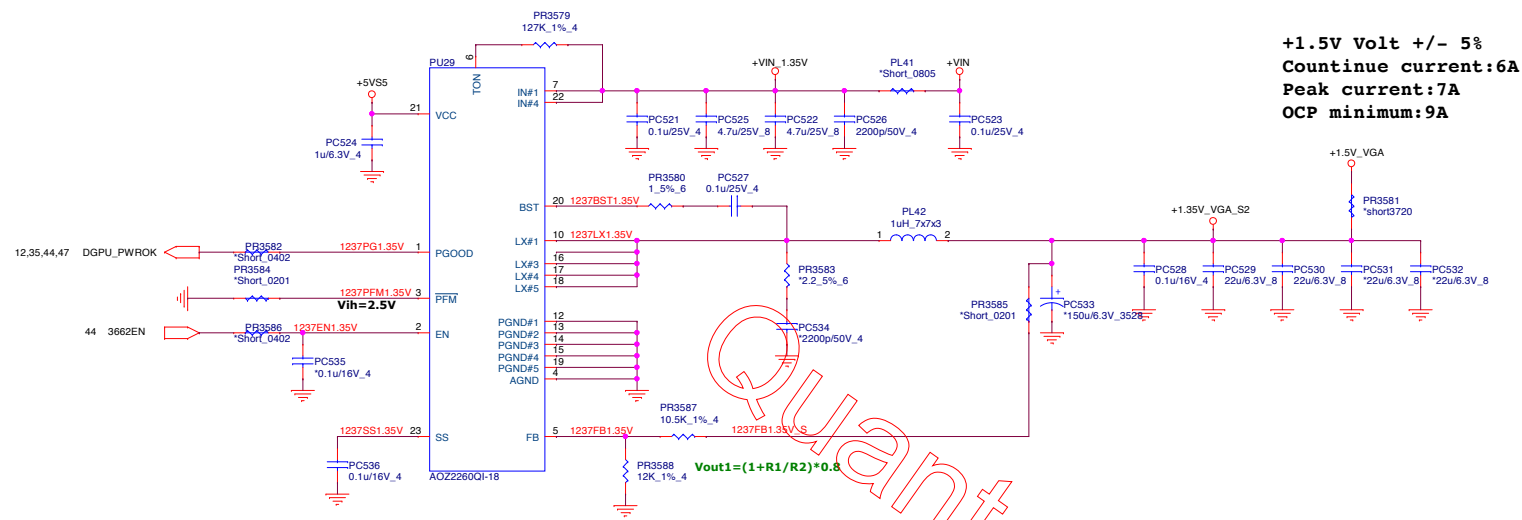 PR3579
127K_1%_4
+1.5V Volt +/- 5%
Countinue current:6A
Peak current:7A
OCP minimum:9A
PU29
6
TON
+5VS5
21
VCC
PC524
1u/6.3V_4
7
IN#1
22
IN#4
+VIN_1.35V
PL41
*Short_0805
+VIN
PC521
0.1u/25V_4
PC525
4.7u/25V_8
PC522
4.7u/25V_8
PC526
2200p/50V_4
PC523
0.1u/25V_4
+1.5V_VGA
PR3581
*short3720
PR3580
1_5%_6
PC527
0.1u/25V_4
BST
20
1237BST1.35V
LX#1
10
1237LX1.35V
16
LX#3
17
LX#4
18
LX#5
PL42
1uH_7x7x3
1
2
+1.35V_VGA_S2
12,35,44,47
DGPU_PWROK
PR3582
*Short_0402
1237PG1.35V
1
PGOOD
PR3584
*Short_0201
1237PFM1.35V
3
PFM
Vih=2.5V
44
3662EN
PR3586
*Short_0402
1237EN1.35V
2
EN
PC535
*0.1u/16V_4
PR3583
*2.2_5%_6
PC534
*2200p/50V_4
PR3585
*Short_0201
PC533
*150u/6.3V_3528
+
PC528
0.1u/16V_4
PC529
22u/6.3V_8
PC530
22u/6.3V_8
PC531
*22u/6.3V_8
PC532
*22u/6.3V_8
PGND#1
12
PGND#2
13
PGND#3
14
PGND#4
15
PGND#5
19
AGND
4
1237SS1.35V
23
SS
PC536
0.1u/16V_4
FB
5
1237FB1.35V
PR3587
10.5K_1%_4
1237FB1.35V_S
PR3588
12K_1%_4
Vout1=(1+R1/R2)*0.8
AOZ2260QI-18
Quant